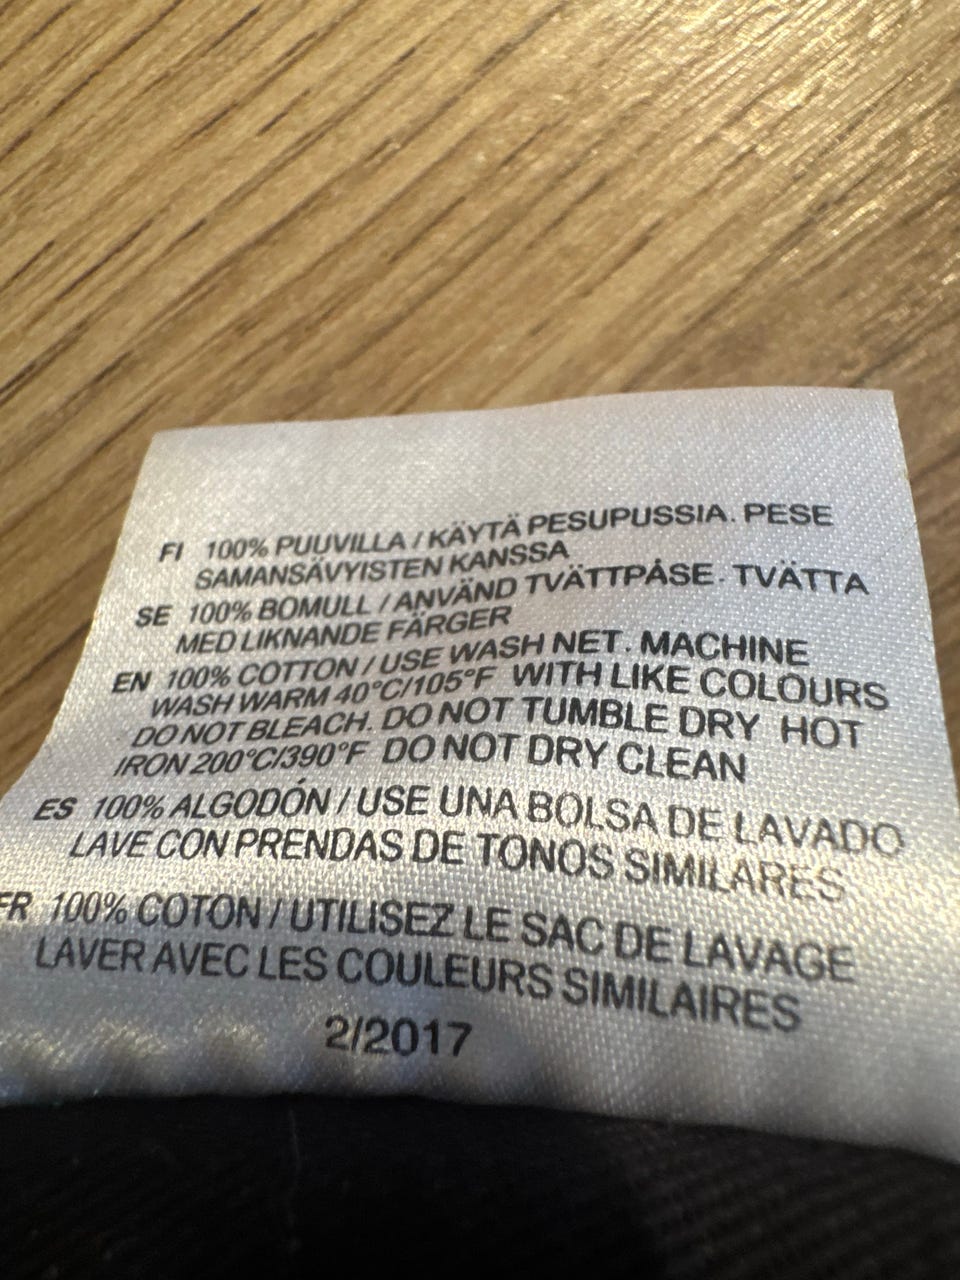 FI 100% PUUVILLA / KÄYTÄ PESUPUSSIA. PESE
SAMANSÄVYISTEN KANSSA
SE 100% BOMULL / ANVÄND TVÄTTPÅSE. TVÄTTA
MED LIKNANDE FÄRGER
EN 100% COTTON / USE WASH NET. MACHINE
WASH WARM 40°C/105°F WITH LIKE COLOURS
DO NOT BLEACH. DO NOT TUMBLE DRY HOT
IRON 200°C/390°F DO NOT DRY CLEAN
ES 100% ALGODÓN / USE UNA BOLSA DE LAVADO
LAVE CON PRENDAS DE TONOS SIMILARES
FR 100% COTON / UTILISEZ LE SAC DE LAVAGE
LAVER AVEC LES COULEURS SIMILAIRES
2/2017